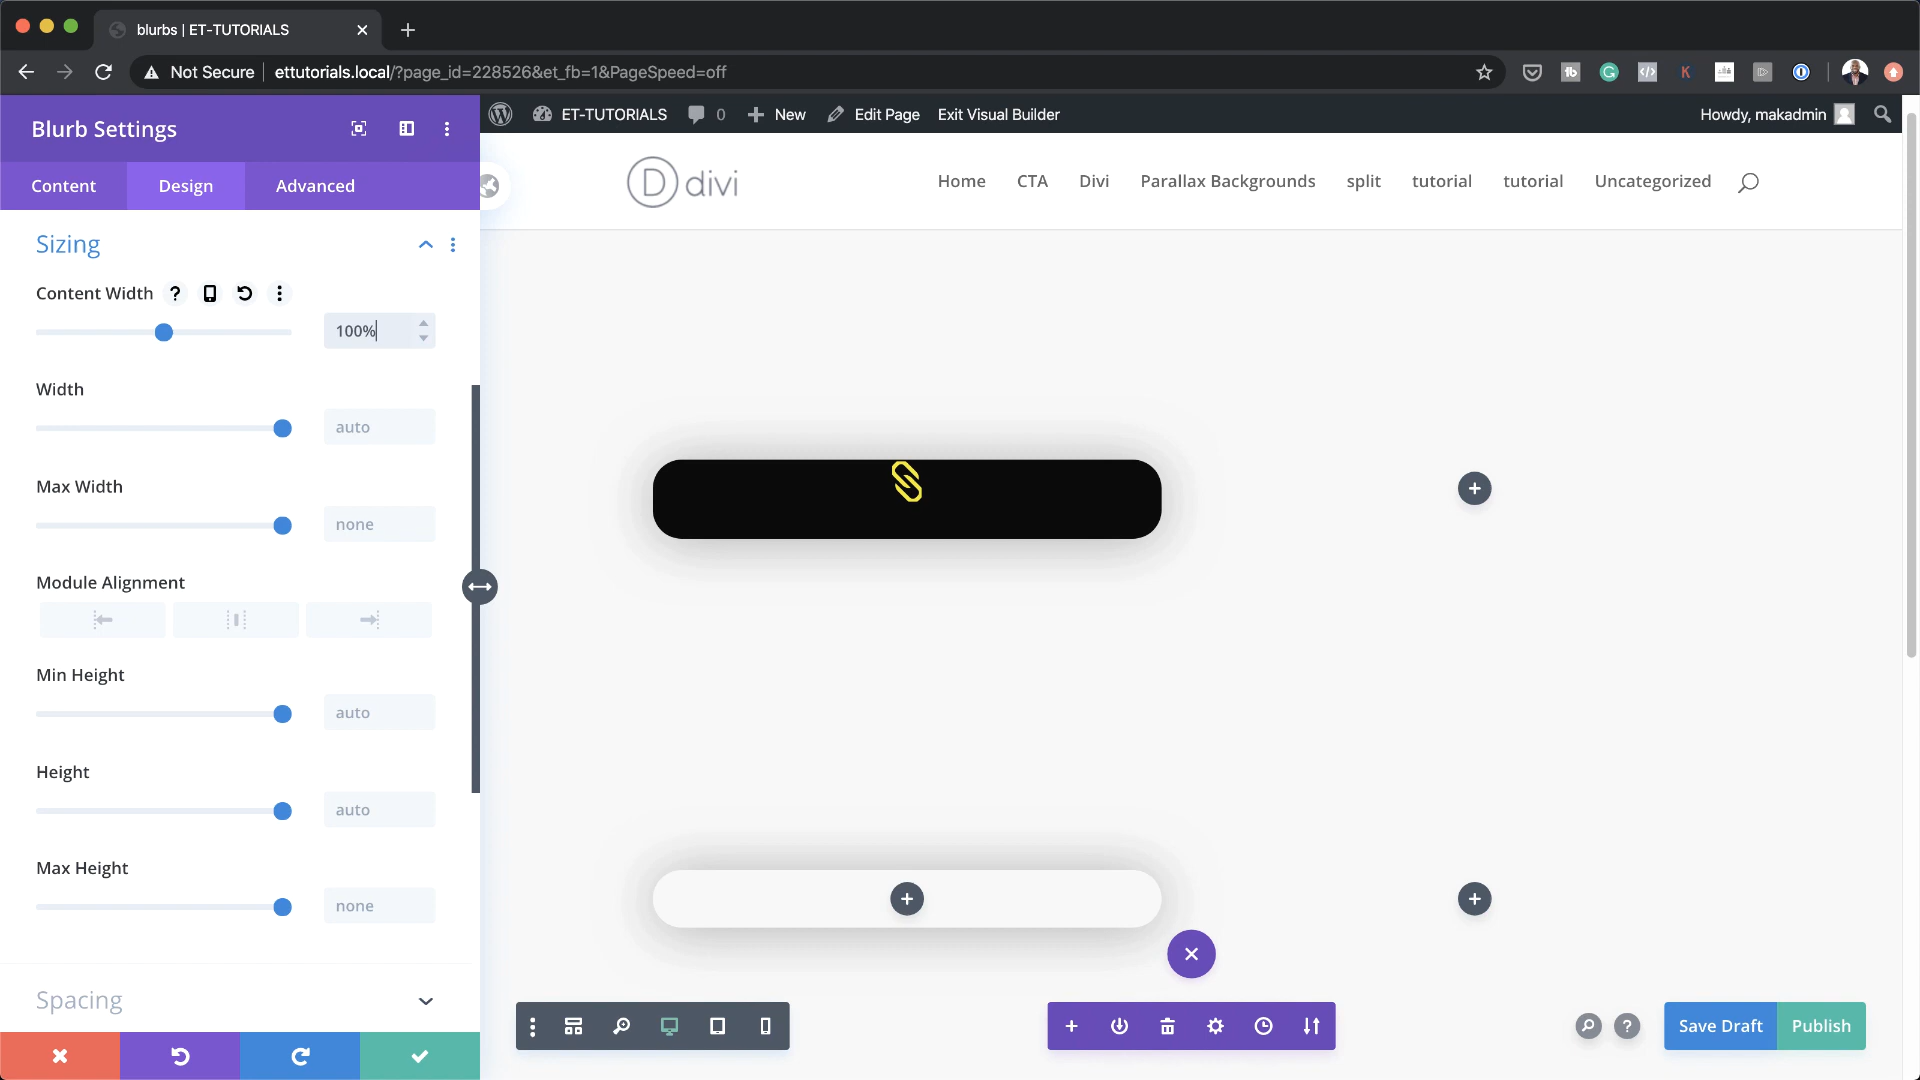 blurbs | ET-TUTORIALS
Not Secure
ettutorials.local/?page_id=228526&et_fb=1&PageSpeed=off
Blurb Settings
ET-TUTORIALS
0
New
Edit Page
Exit Visual Builder
Howdy, makadmin
Content
Design
Advanced
D divi
Home
CTA
Divi
Parallax Backgrounds
split
tutorial
tutorial
Uncategorized
Sizing
Content Width ?
100%
Width
auto
Max Width
none
Module Alignment
Min Height
auto
Height
auto
Max Height
none
Spacing
?
Save Draft
Publish